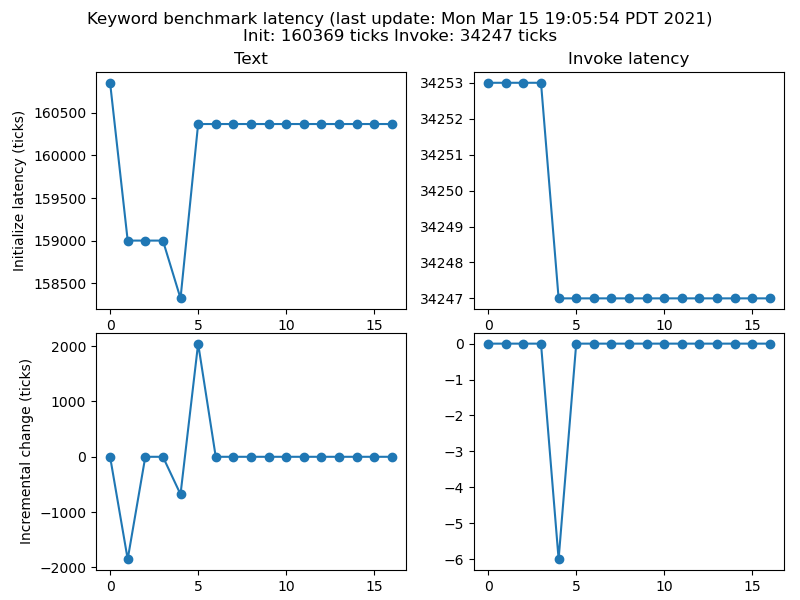 Keyword benchmark latency (last update: Mon Mar 15 19:05:54 PDT 2021)
Init: 160369 ticks Invoke: 34247 ticks
Text
Initialize latency (ticks)
160500
160000
159500
159000
158500
0 5 10 15
Invoke latency
34253
34252
34251
34250
34249
34248
34247
0 5 10 15
Incremental change (ticks)
2000
1000
0
−1000
−2000
0 5 10 15
0
−1
−2
−3
−4
−5
−6
0 5 10 15